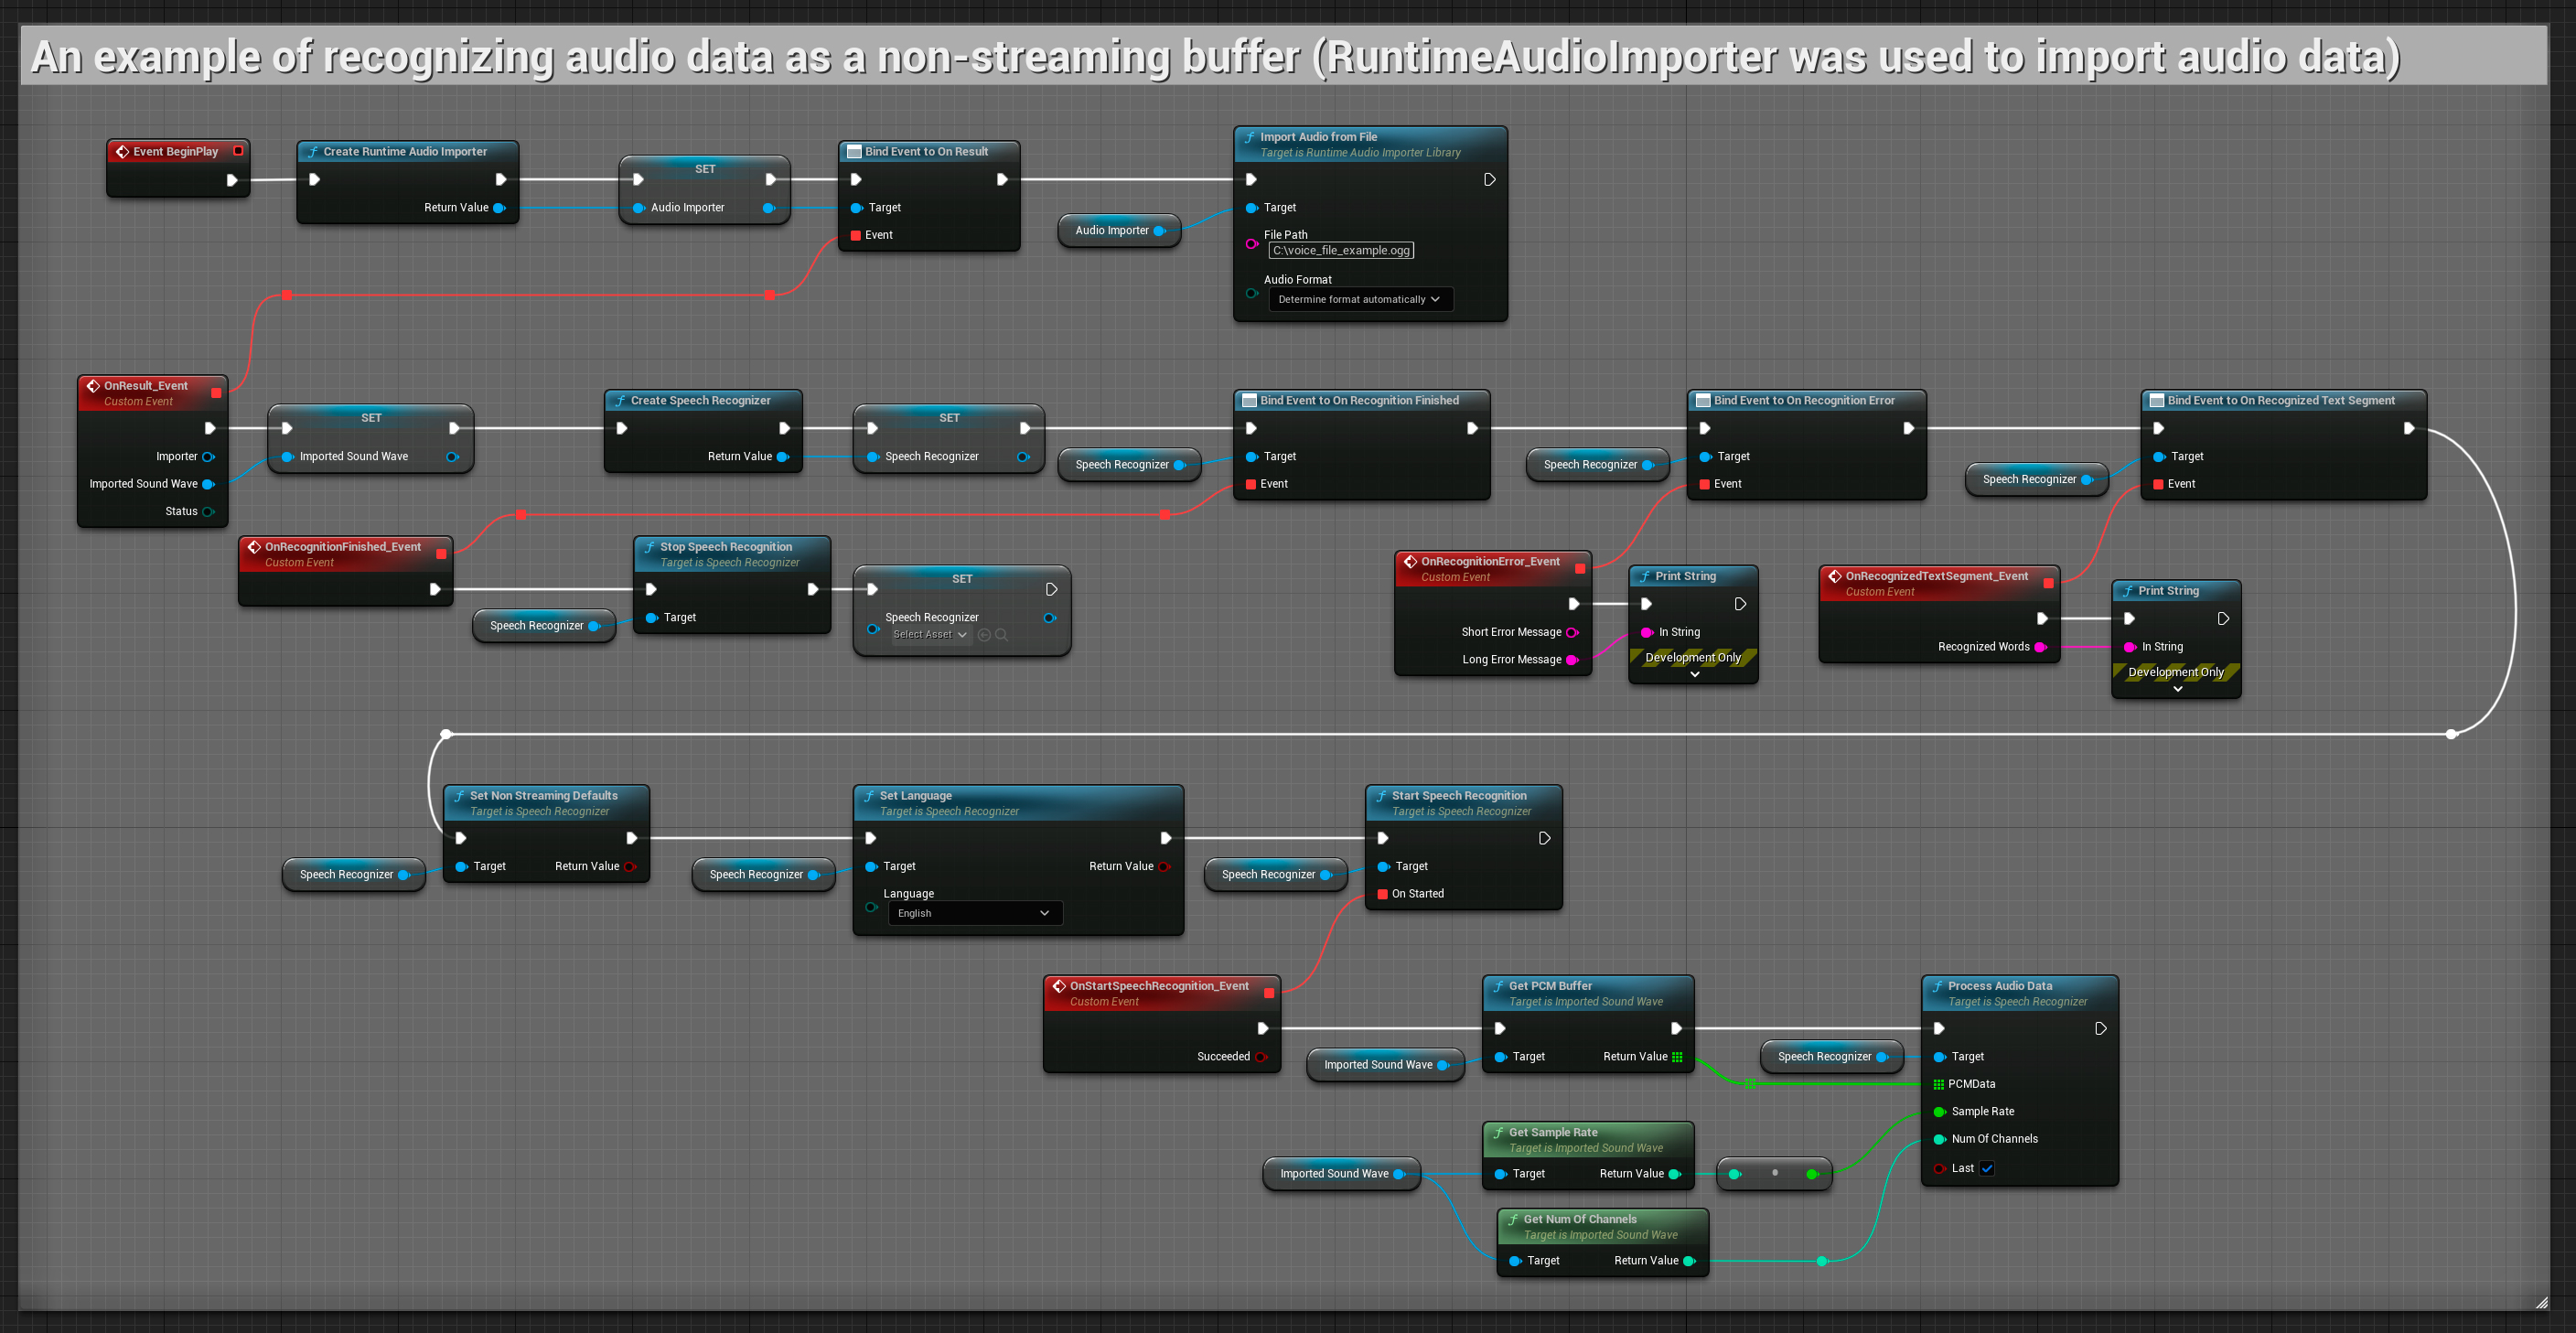 An example of recognizing audio data as a non-streaming buffer (RuntimeAudioImporter was used to import audio data)
Event BeginPlay
Create Runtime Audio Importer
Return Value
SET
Audio Importer
Bind Event to On Result
Target
Event
Audio Importer
Import Audio from File
Target is Runtime Audio Importer Library
Target
File Path
C:\voice_file_example.ogg
Audio Format
Determine format automatically
OnResult_Event
Custom Event
Importer
Imported Sound Wave
Status
SET
Imported Sound Wave
Create Speech Recognizer
Return Value
SET
Speech Recognizer
Speech Recognizer
Bind Event to On Recognition Finished
Target
Event
Speech Recognizer
Bind Event to On Recognition Error
Target
Event
Speech Recognizer
Bind Event to On Recognized Text Segment
Target
Event
OnRecognitionFinished_Event
Custom Event
Speech Recognizer
Stop Speech Recognition
Target is Speech Recognizer
Target
SET
Speech Recognizer
Select Asset
OnRecognitionError_Event
Custom Event
Short Error Message
Long Error Message
Print String
In String
Development Only
OnRecognizedTextSegment_Event
Custom Event
Recognized Words
Print String
In String
Development Only
Speech Recognizer
Set Non Streaming Defaults
Target is Speech Recognizer
Target
Return Value
Speech Recognizer
Set Language
Target is Speech Recognizer
Target
Return Value
Language
English
Speech Recognizer
Start Speech Recognition
Target is Speech Recognizer
Target
On Started
OnStartSpeechRecognition_Event
Custom Event
Succeeded
Imported Sound Wave
Get PCM Buffer
Target is Imported Sound Wave
Target
Return Value
Speech Recognizer
Process Audio Data
Target is Speech Recognizer
Target
PCMData
Sample Rate
Num Of Channels
Last
Imported Sound Wave
Get Sample Rate
Target is Imported Sound Wave
Target
Return Value
Get Num Of Channels
Target is Imported Sound Wave
Target
Return Value